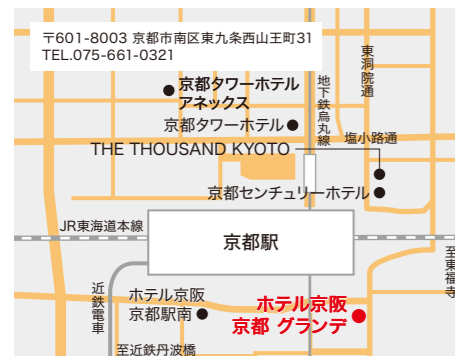 〒601-8003 京都市南区東九条西山王町31
TEL.075-661-0321
東洞院通
京都タワーホテル
アネックス
地下鉄烏丸線
京都タワーホテル
塩小路通
THE THOUSAND KYOTO
京都センチュリーホテル
JR東海道本線
京都駅
至東福寺
近鉄電車
ホテル京阪
京都駅南
ホテル京阪
京都 グランデ
至近鉄丹波橋